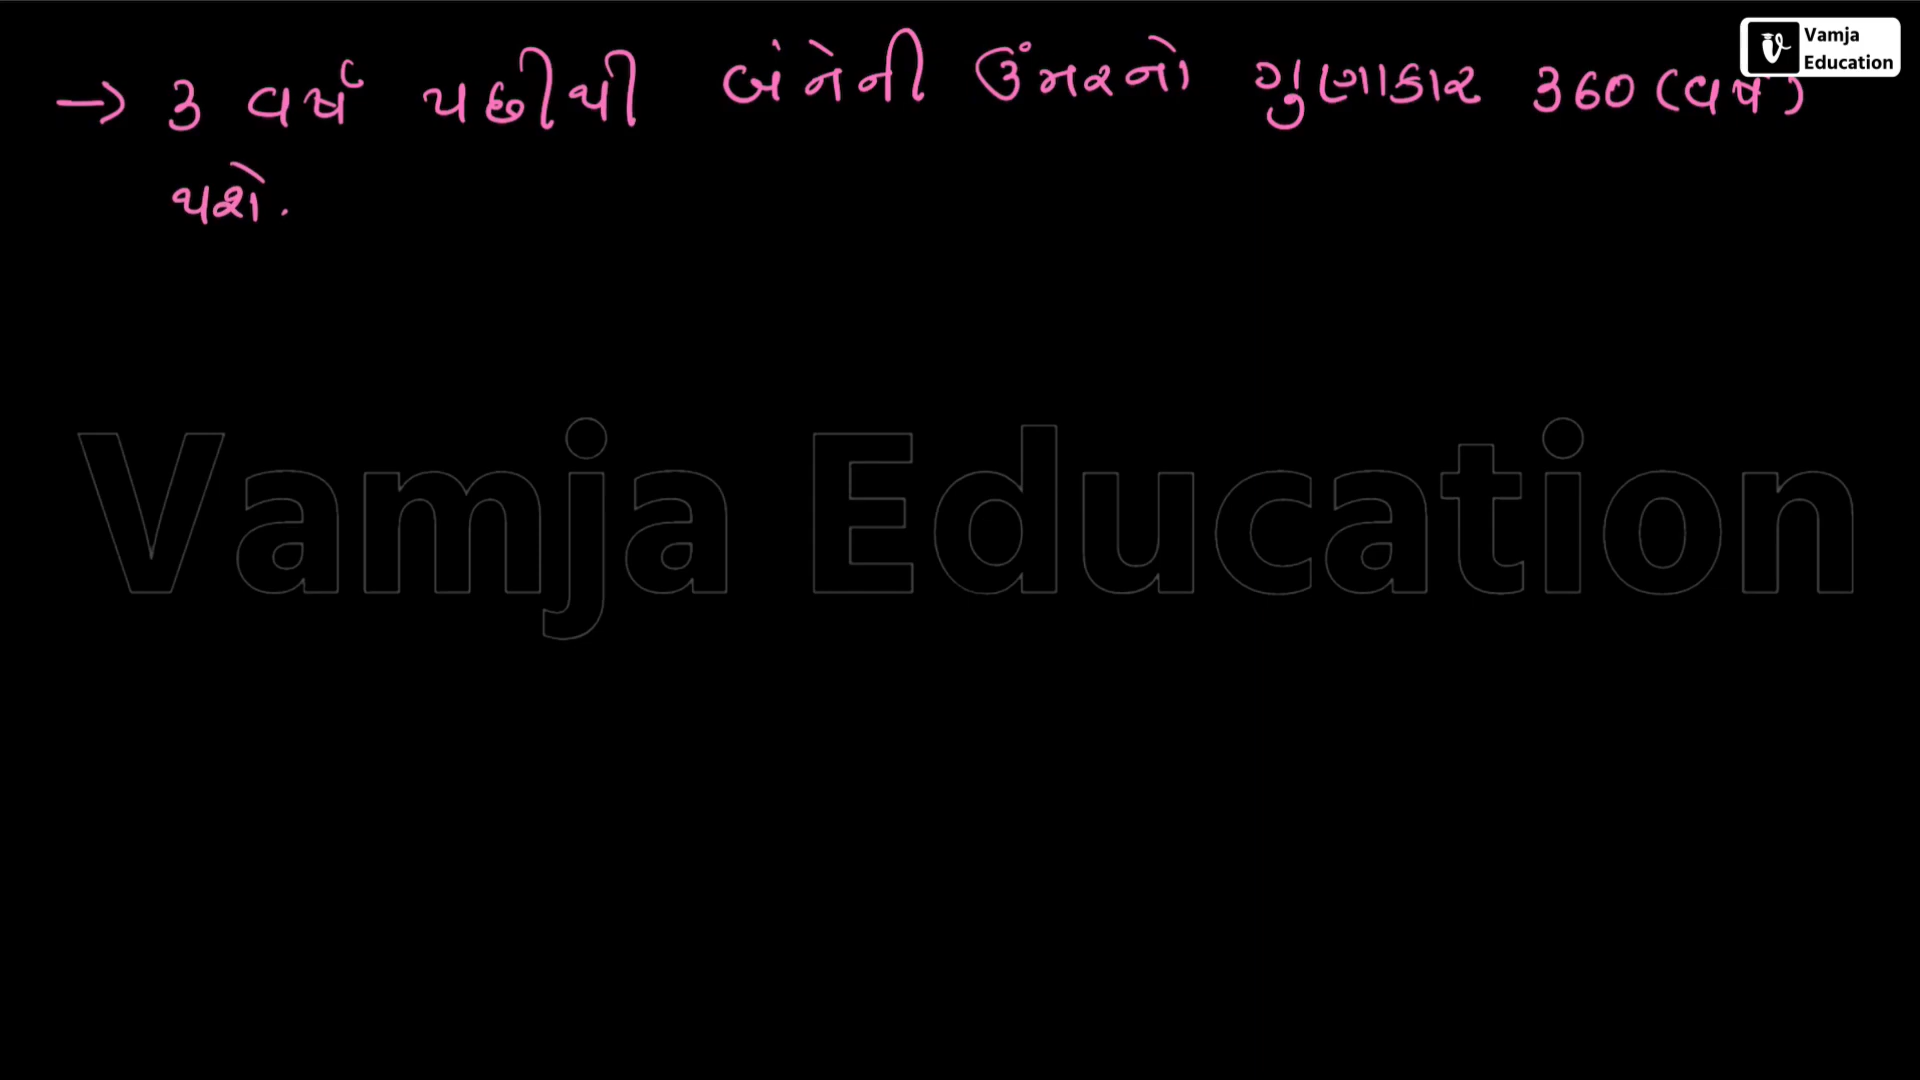 Vamja
Education
→ 3 વર્ષ પછીથી બંનેની ઉંમરનો ગુણાકાર 360 (વર્ષ)
થશે.
Vamja Education